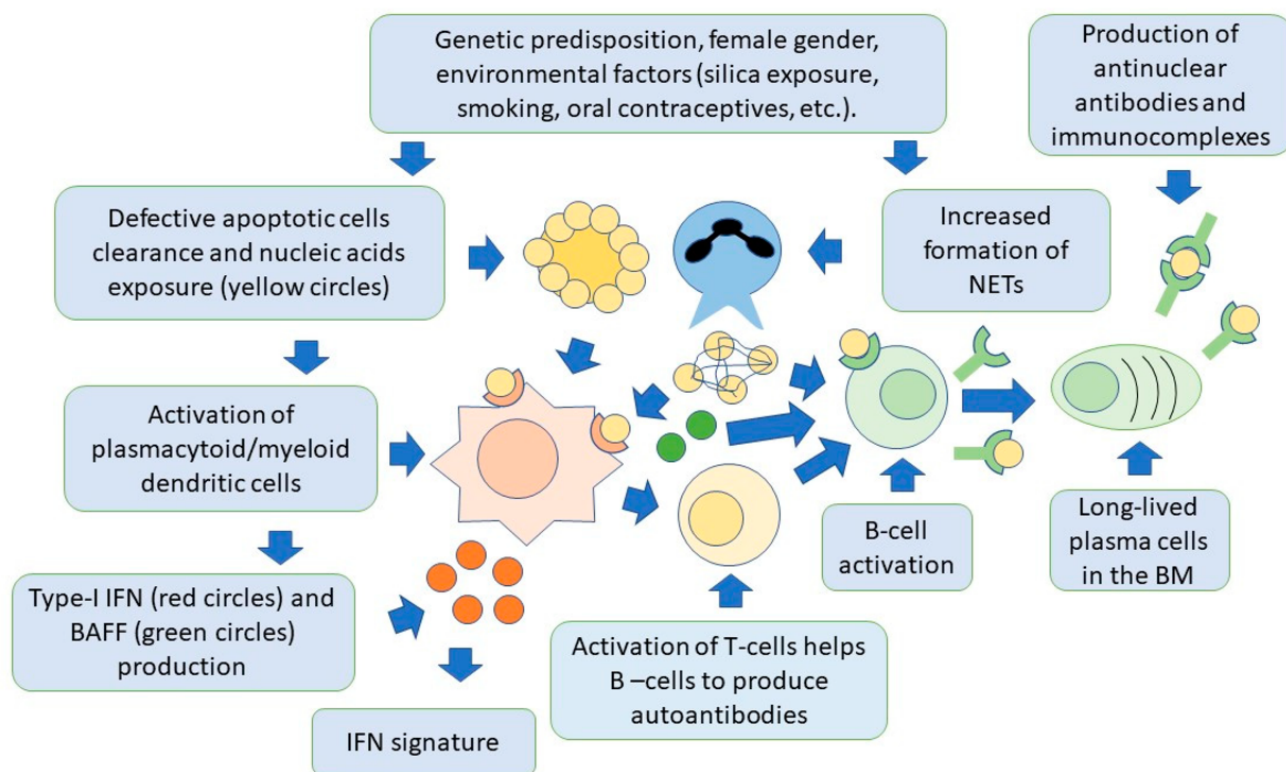 Genetic predisposition, female gender,
environmental factors (silica exposure,
smoking, oral contraceptives, etc.).
Production of
antinuclear
antibodies and
immunocomplexes
Defective apoptotic cells
clearance and nucleic acids
exposure (yellow circles)
Increased
formation of
NETs
Activation of
plasmacytoid/myeloid
dendritic cells
B-cell
activation
Long-lived
plasma cells
in the BM
Type-I IFN (red circles) and
BAFF (green circles)
production
Activation of T-cells helps
B –cells to produce
autoantibodies
IFN signature